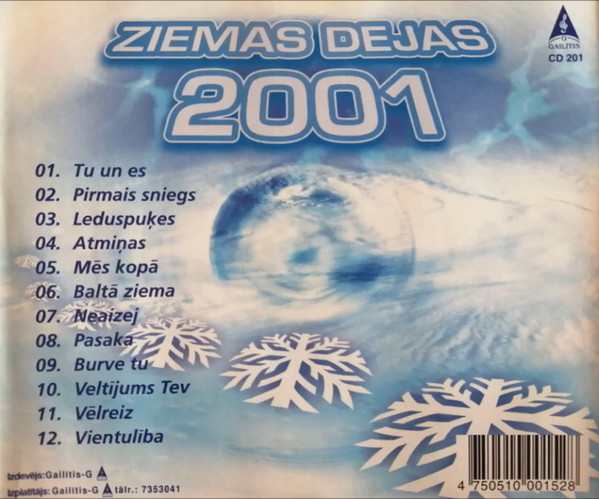 ZIEMAS DEJAS
2001
GAILITIS
G
CD 201
01. Tu un es
02. Pirmais sniegs
03. Leduspuķes
04. Atmiņas
05. Mēs kopā
06. Baltā ziema
07. Neaizej
08. Pasaka
09. Burve tu
10. Veltījums Tev
11. Vēlreiz
12. Vientulība
Izdevējs: Gailitis-G
Izplatītājs: Gailitis-G tālr.: 7353041
4 750510 001528